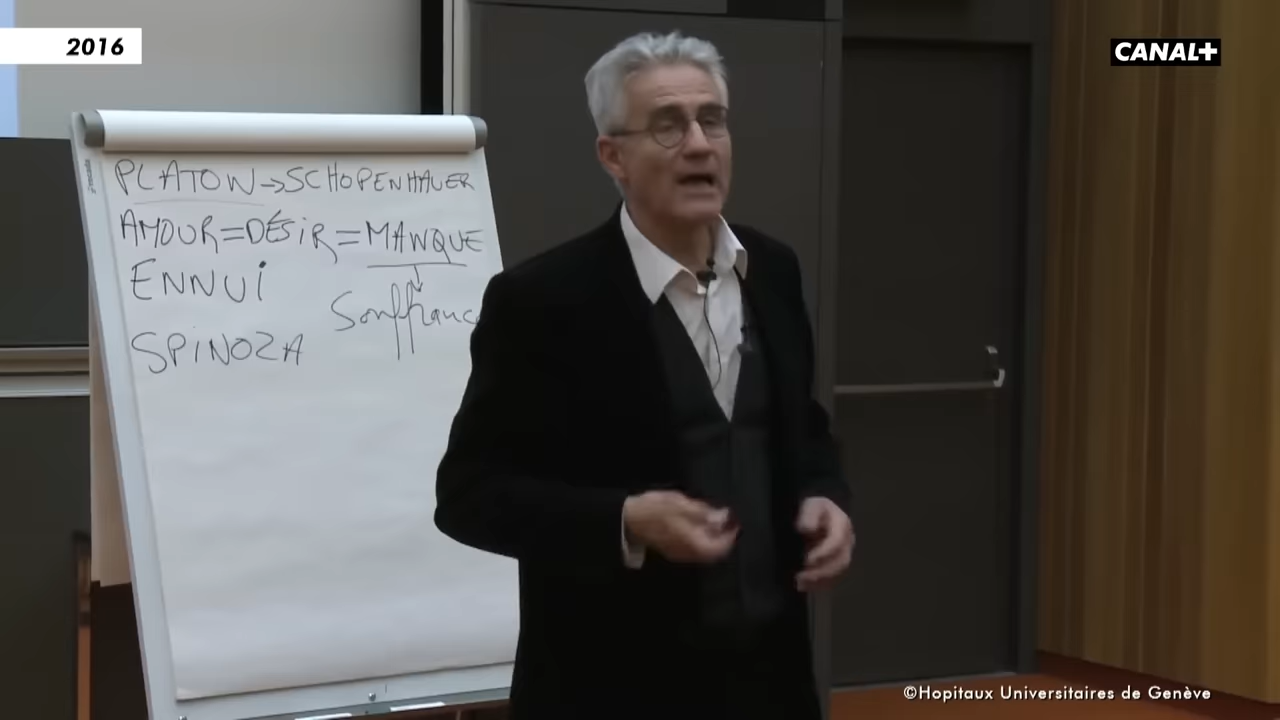 2016
CANAL+
PLATON→SCHOPENHAUER
AMOUR=DÉSiR=MANQUE
ENNUi
Souffrance
SPiNOZA
©Hopitaux Universitaires de Genève